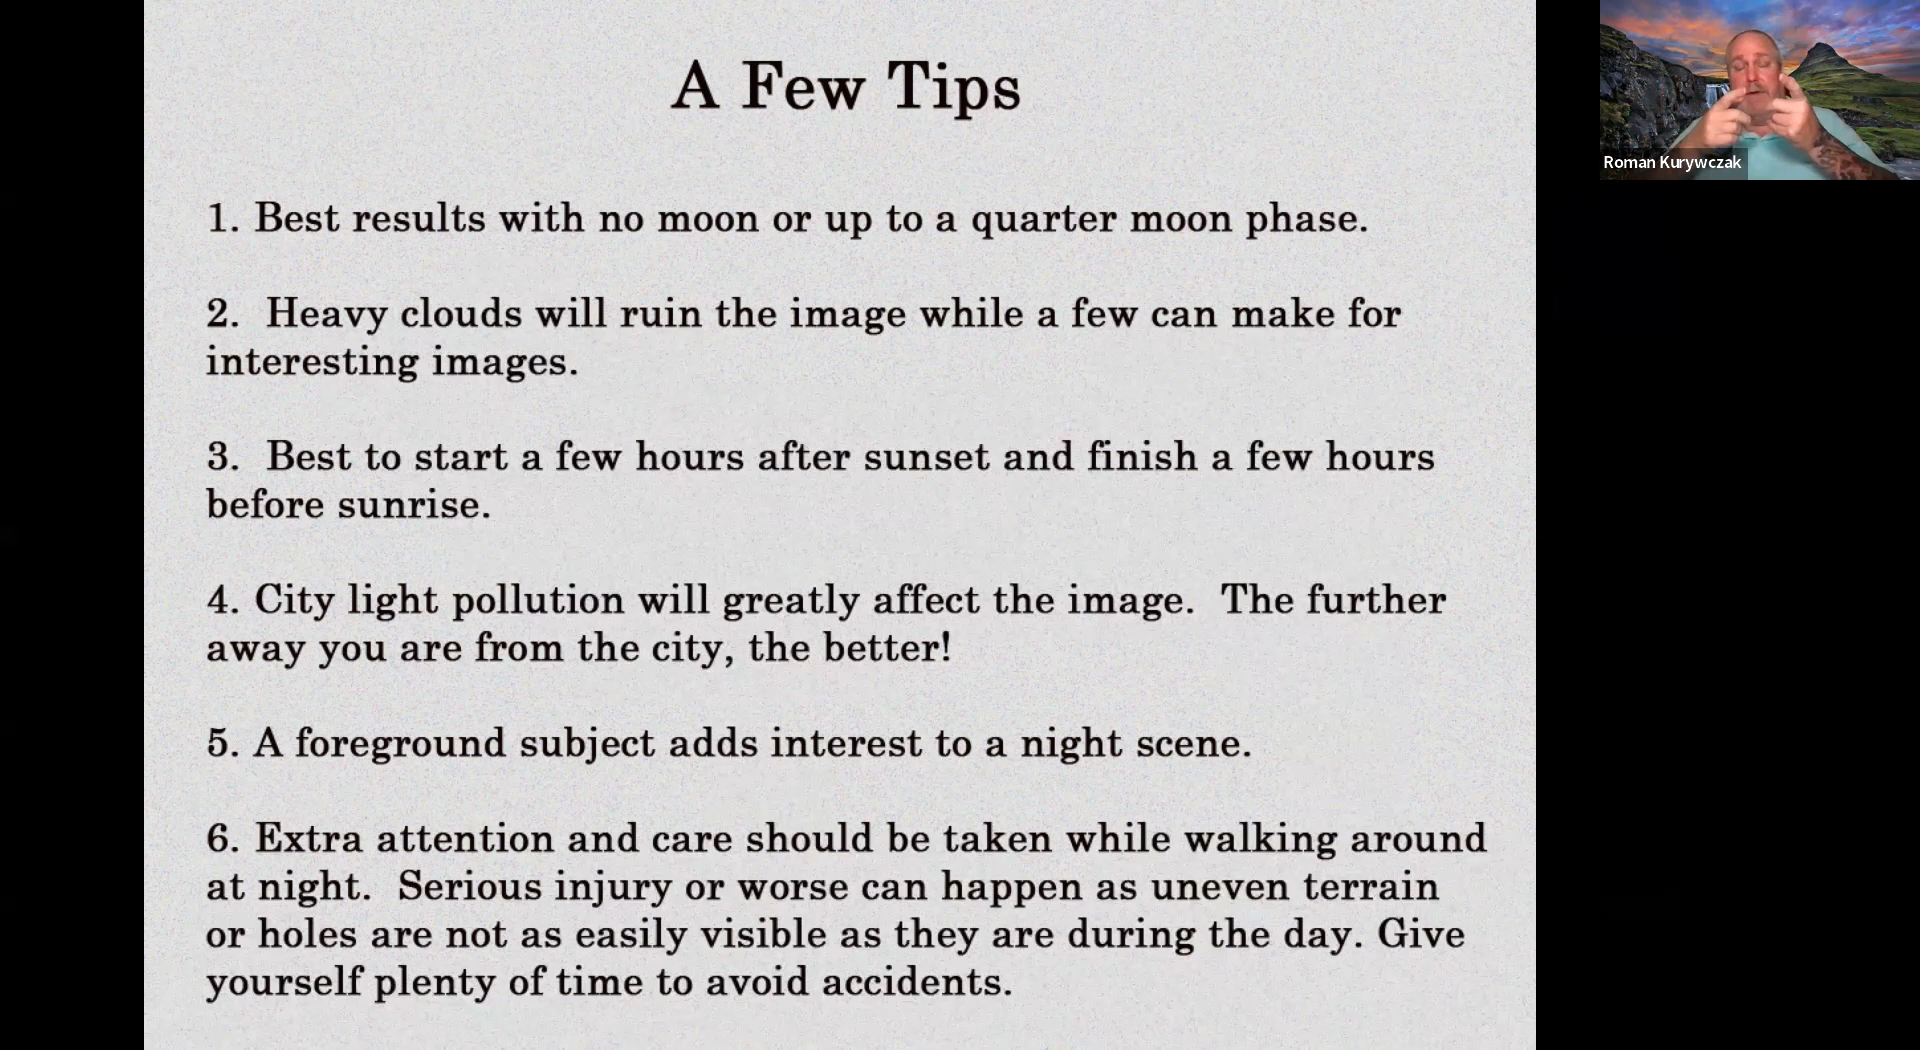 A Few Tips
1. Best results with no moon or up to a quarter moon phase.
2. Heavy clouds will ruin the image while a few can make for
interesting images.
3. Best to start a few hours after sunset and finish a few hours
before sunrise.
4. City light pollution will greatly affect the image. The further
away you are from the city, the better!
5. A foreground subject adds interest to a night scene.
6. Extra attention and care should be taken while walking around
at night. Serious injury or worse can happen as uneven terrain
or holes are not as easily visible as they are during the day. Give
yourself plenty of time to avoid accidents.
Roman Kurywczak